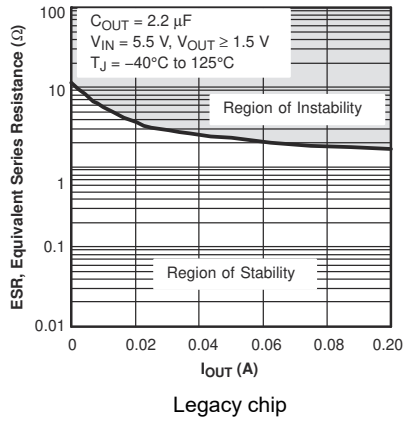 ESR, Equivalent Series Resistance (Ω)
100
10
1
0.1
0.01
C_OUT = 2.2 µF
V_IN = 5.5 V, V_OUT ≥ 1.5 V
T_J = −40°C to 125°C
Region of Instability
Region of Stability
0 0.02 0.04 0.06 0.08 0.20
I_OUT (A)
Legacy chip